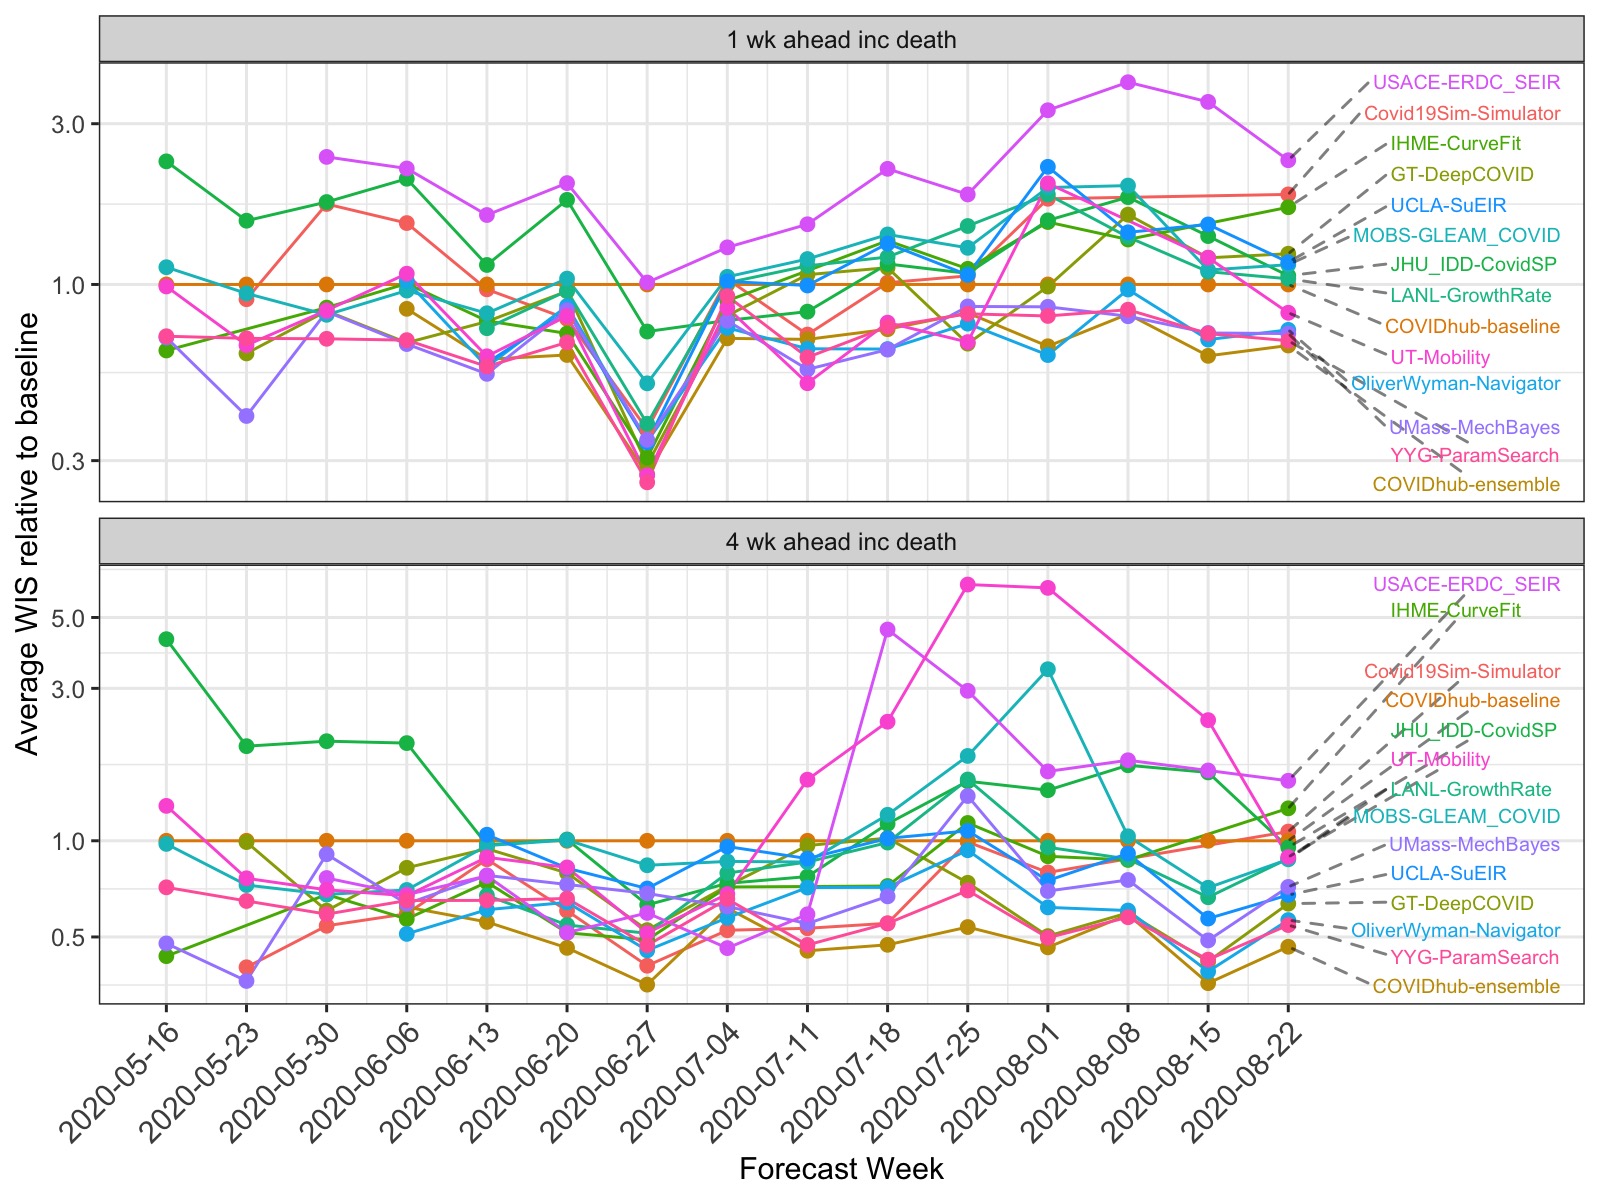 1 wk ahead inc death
3.0
1.0
0.3
USACE-ERDC_SEIR
Covid19Sim-Simulator
IHME-CurveFit
GT-DeepCOVID
UCLA-SuEIR
MOBS-GLEAM_COVID
JHU_IDD-CovidSP
LANL-GrowthRate
COVIDhub-baseline
UT-Mobility
OliverWyman-Navigator
UMass-MechBayes
YYG-ParamSearch
COVIDhub-ensemble
Average WIS relative to baseline
4 wk ahead inc death
5.0
3.0
1.0
0.5
USACE-ERDC_SEIR
IHME-CurveFit
Covid19Sim-Simulator
COVIDhub-baseline
JHU_IDD-CovidSP
UT-Mobility
LANL-GrowthRate
MOBS-GLEAM_COVID
UMass-MechBayes
UCLA-SuEIR
GT-DeepCOVID
OliverWyman-Navigator
YYG-ParamSearch
COVIDhub-ensemble
2020-05-16
2020-05-23
2020-05-30
2020-06-06
2020-06-13
2020-06-20
2020-06-27
2020-07-04
2020-07-11
2020-07-18
2020-07-25
2020-08-01
2020-08-08
2020-08-15
2020-08-22
Forecast Week